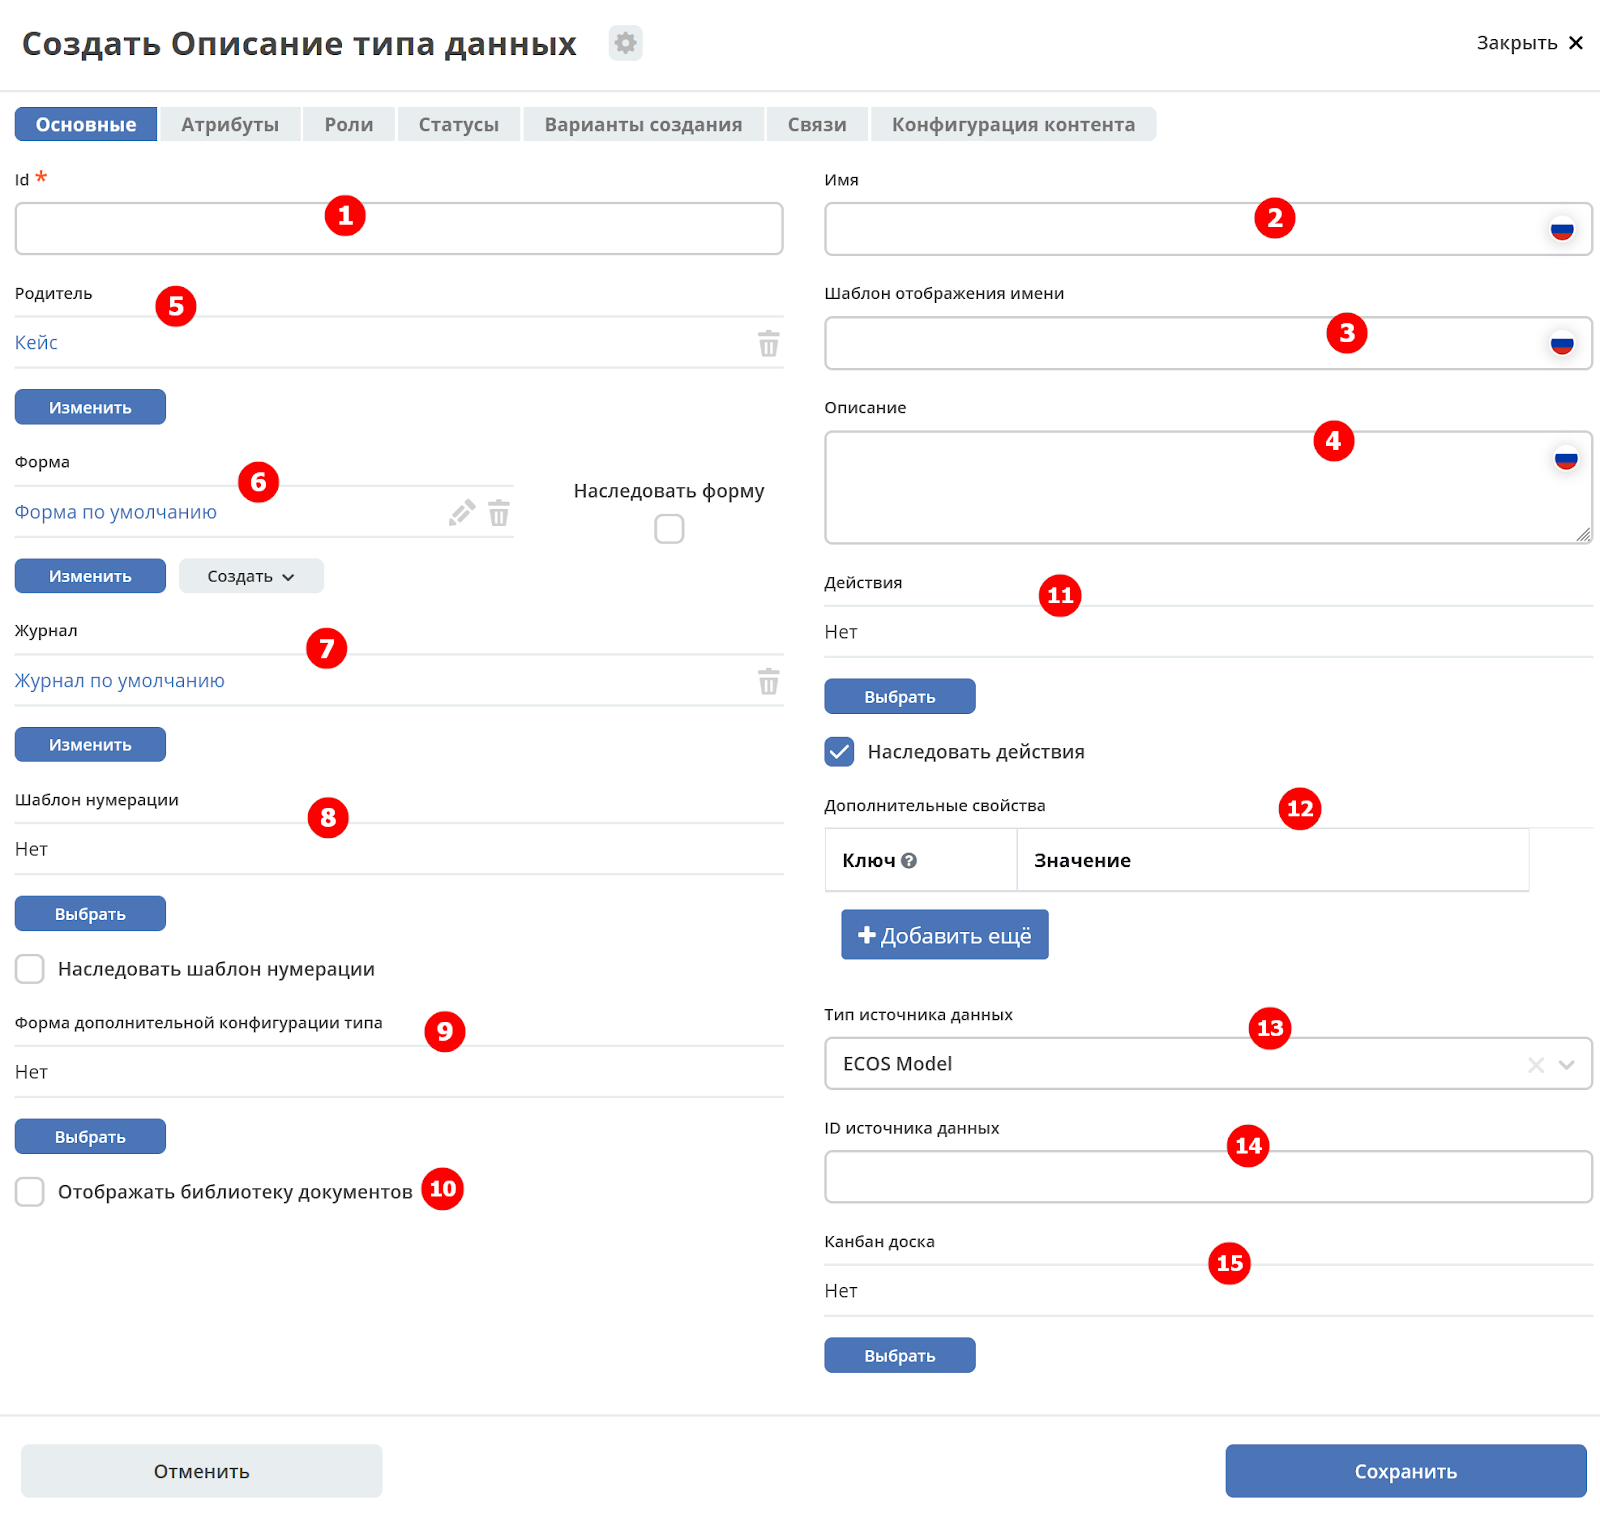 Создать Описание типа данных
Закрыть
Основные Атрибуты Роли Статусы Варианты создания Связи Конфигурация контента
Id *
1
Имя
2
Родитель
5
Кейс
Изменить
Шаблон отображения имени
3
Описание
4
Форма
6
Форма по умолчанию
Наследовать форму
Изменить Создать
Действия
11
Нет
Выбрать
Наследовать действия
Журнал
7
Журнал по умолчанию
Изменить
Шаблон нумерации
8
Нет
Выбрать
Наследовать шаблон нумерации
Дополнительные свойства
12
Ключ ? Значение
+ Добавить ещё
Форма дополнительной конфигурации типа
9
Нет
Выбрать
Отображать библиотеку документов
10
Тип источника данных
13
ECOS Model
ID источника данных
14
Канбан доска
15
Нет
Выбрать
Отменить
Сохранить